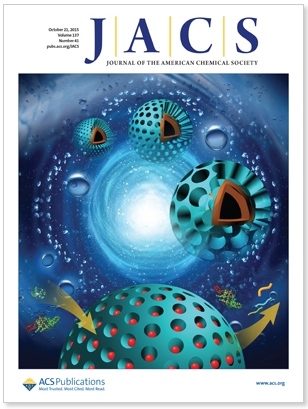 October 21, 2015
Volume 137
Number 41
pubs.acs.org/JACS
J|A|C|S
JOURNAL OF THE AMERICAN CHEMICAL SOCIETY
ACS Publications
Most Trusted. Most Cited. Most Read.
www.acs.org